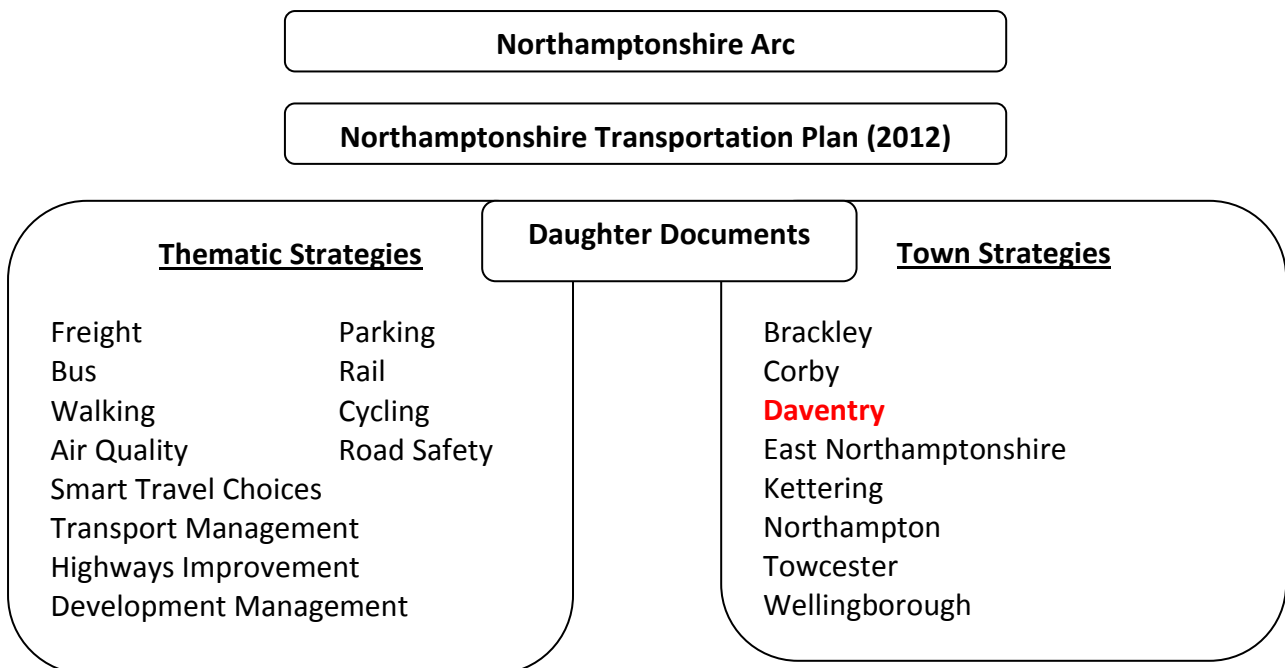 Northamptonshire Arc
Northamptonshire Transportation Plan (2012)
Daughter Documents
Thematic Strategies
Freight Parking
Bus Rail
Walking Cycling
Air Quality Road Safety
Smart Travel Choices
Transport Management
Highways Improvement
Development Management
Town Strategies
Brackley
Corby
Daventry
East Northamptonshire
Kettering
Northampton
Towcester
Wellingborough